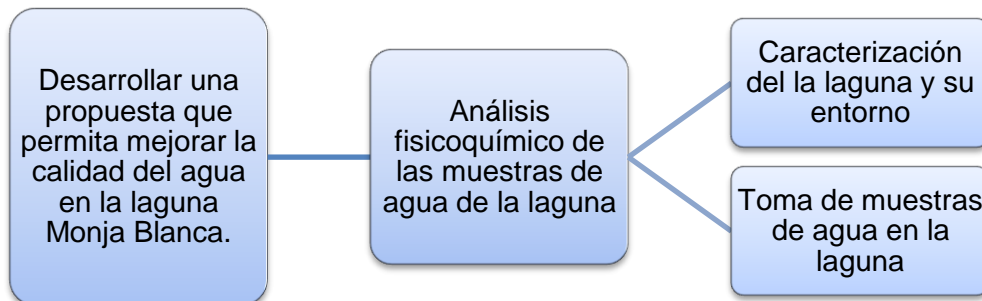 Desarrollar una
propuesta que
permita mejorar la
calidad del agua
en la laguna
Monja Blanca.
Análisis
fisicoquímico de
las muestras de
agua de la laguna
Caracterización
del la laguna y su
entorno
Toma de muestras
de agua en la
laguna